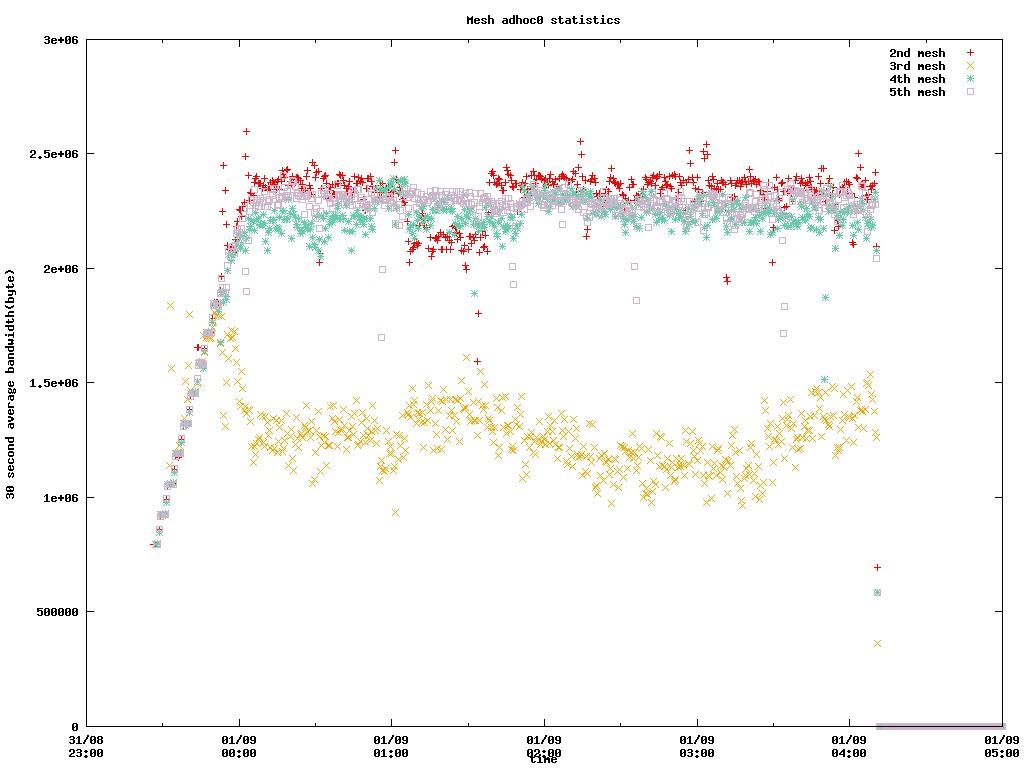 Mesh adhoc0 statistics
3e+06
2.5e+06
2e+06
1.5e+06
1e+06
500000
0
30 second average bandwidth(byte)
2nd mesh
3rd mesh
4th mesh
5th mesh
31/08 01/09 01/09 01/09 01/09 01/09 01/09
23:00 00:00 01:00 02:00 03:00 04:00 05:00
time